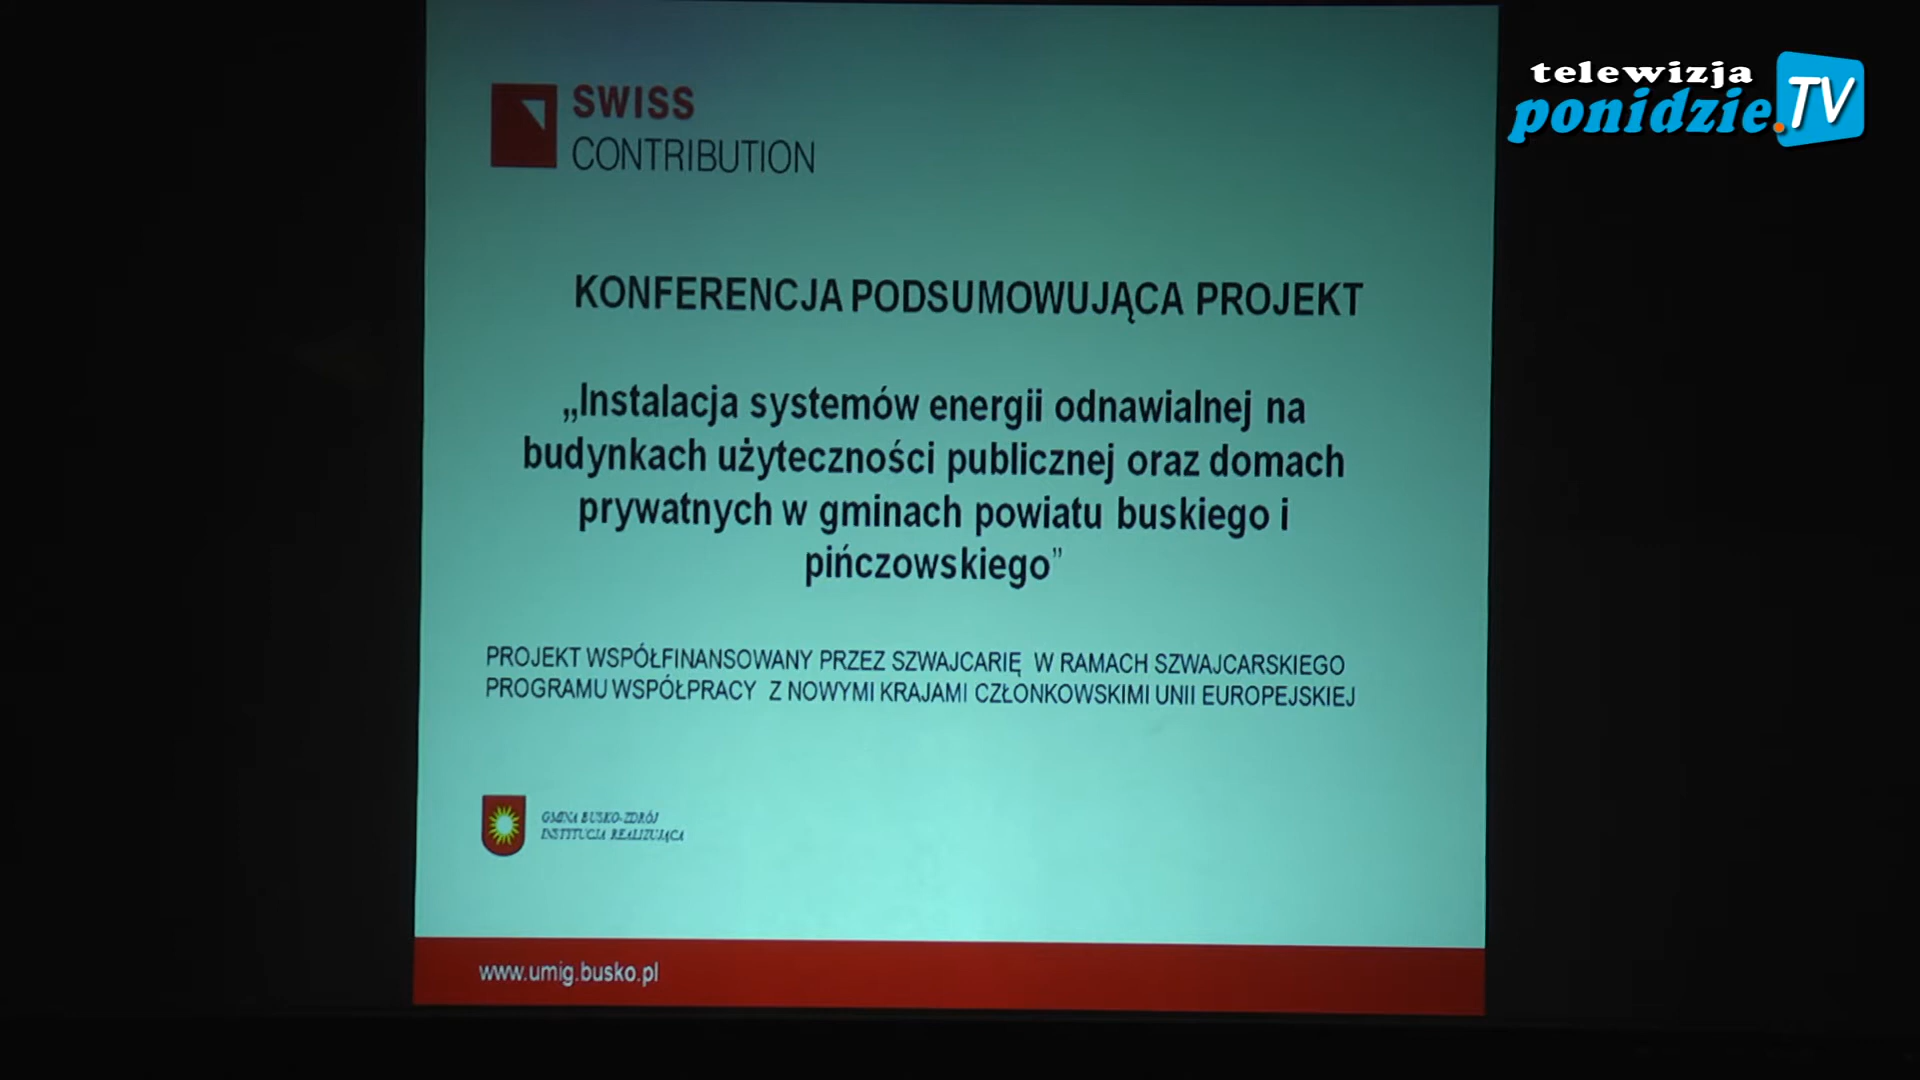 telewizja
ponidzie.TV
SWISS
CONTRIBUTION
KONFERENCJA PODSUMOWUJĄCA PROJEKT
„Instalacja systemów energii odnawialnej na
budynkach użyteczności publicznej oraz domach
prywatnych w gminach powiatu buskiego i
pińczowskiego”
PROJEKT WSPÓŁFINANSOWANY PRZEZ SZWAJCARIĘ W RAMACH SZWAJCARSKIEGO
PROGRAMU WSPÓŁPRACY Z NOWYMI KRAJAMI CZŁONKOWSKIMI UNII EUROPEJSKIEJ
GMINA BUSKO-ZDRÓJ
INSTYTUCJA REALIZUJĄCA
www.umig.busko.pl